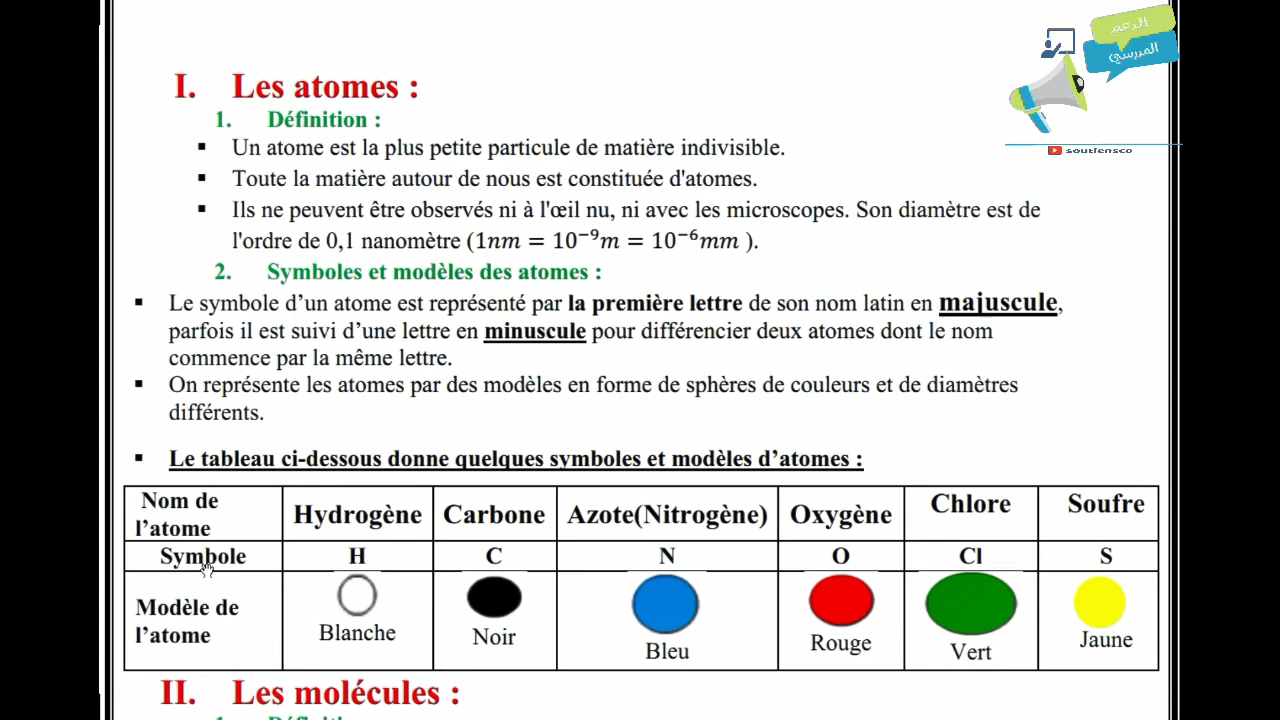 الدعم
المدرسي
soutiensco
I. Les atomes :
1. Définition :
▪ Un atome est la plus petite particule de matière indivisible.
▪ Toute la matière autour de nous est constituée d'atomes.
▪ Ils ne peuvent être observés ni à l'œil nu, ni avec les microscopes. Son diamètre est de
l'ordre de 0,1 nanomètre (1nm = 10⁻⁹m = 10⁻⁶mm ).
2. Symboles et modèles des atomes :
▪ Le symbole d’un atome est représenté par la première lettre de son nom latin en majuscule,
parfois il est suivi d’une lettre en minuscule pour différencier deux atomes dont le nom
commence par la même lettre.
▪ On représente les atomes par des modèles en forme de sphères de couleurs et de diamètres
différents.
▪ Le tableau ci-dessous donne quelques symboles et modèles d’atomes :
Nom de
l’atome
Hydrogène Carbone Azote(Nitrogène) Oxygène Chlore Soufre
Symbole H C N O Cl S
Modèle de
l’atome
Blanche Noir Bleu Rouge Vert Jaune
II. Les molécules :
1. Définition :